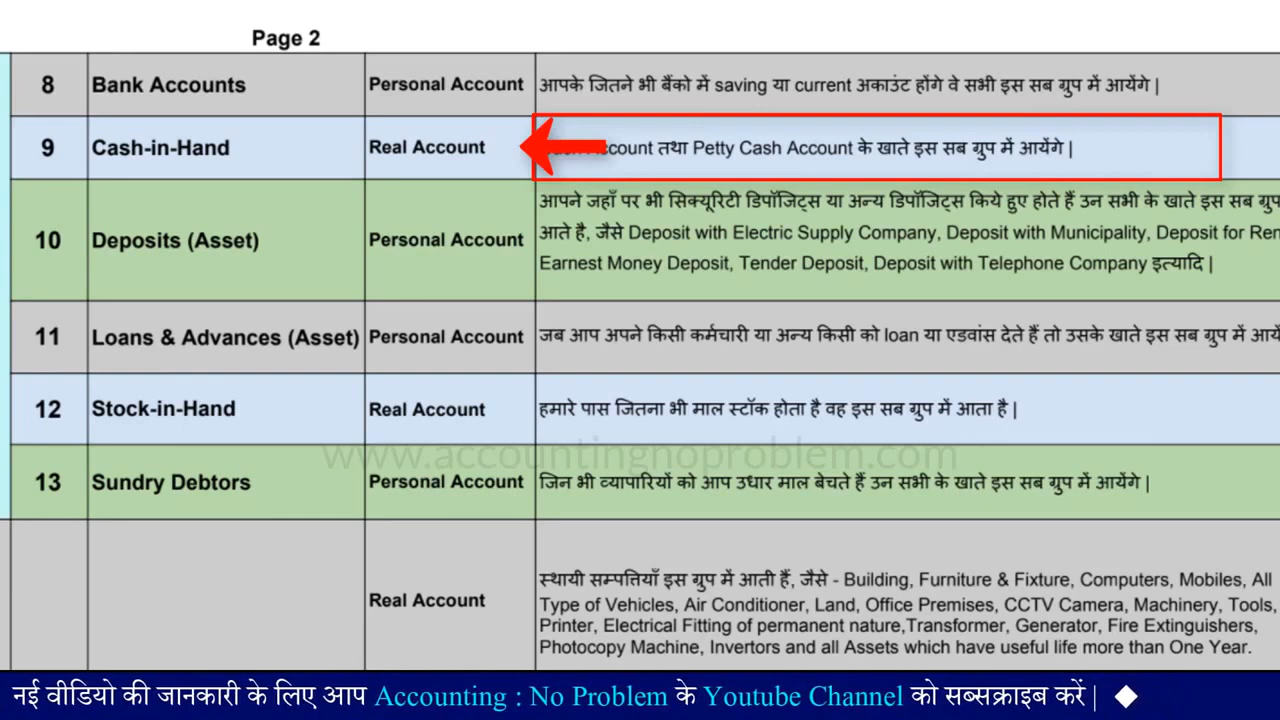 Page 2
8 Bank Accounts Personal Account आपके जितने भी बैंको में saving या current अकाउंट होंगे वे सभी इस सब ग्रुप में आयेंगे |
9 Cash-in-Hand Real Account Account तथा Petty Cash Account के खाते इस सब ग्रुप में आयेंगे |
आपने जहाँ पर भी सिक्यूरिटी डिपॉजिट्स या अन्य डिपॉजिट्स किये हुए होते हैं उन सभी के खाते इस सब ग्रुप
10 Deposits (Asset) Personal Account आते है, जैसे Deposit with Electric Supply Company, Deposit with Municipality, Deposit for Ren
Earnest Money Deposit, Tender Deposit, Deposit with Telephone Company इत्यादि |
11 Loans & Advances (Asset) Personal Account जब आप अपने किसी कर्मचारी या अन्य किसी को loan या एडवांस देते हैं तो उसके खाते इस सब ग्रुप में आयें
12 Stock-in-Hand Real Account हमारे पास जितना भी माल स्टॉक होता है वह इस सब ग्रुप में आता है |
www.accountingnoproblem.com
13 Sundry Debtors Personal Account जिन भी व्यापारियों को आप उधार माल बेचते हैं उन सभी के खाते इस सब ग्रुप में आयेंगे |
स्थायी सम्पत्तियाँ इस ग्रुप में आती हैं, जैसे - Building, Furniture & Fixture, Computers, Mobiles, All
Real Account Type of Vehicles, Air Conditioner, Land, Office Premises, CCTV Camera, Machinery, Tools,
Printer, Electrical Fitting of permanent nature,Transformer, Generator, Fire Extinguishers,
Photocopy Machine, Invertors and all Assets which have useful life more than One Year.
नई वीडियो की जानकारी के लिए आप Accounting : No Problem के Youtube Channel को सब्सक्राइब करें | ◆